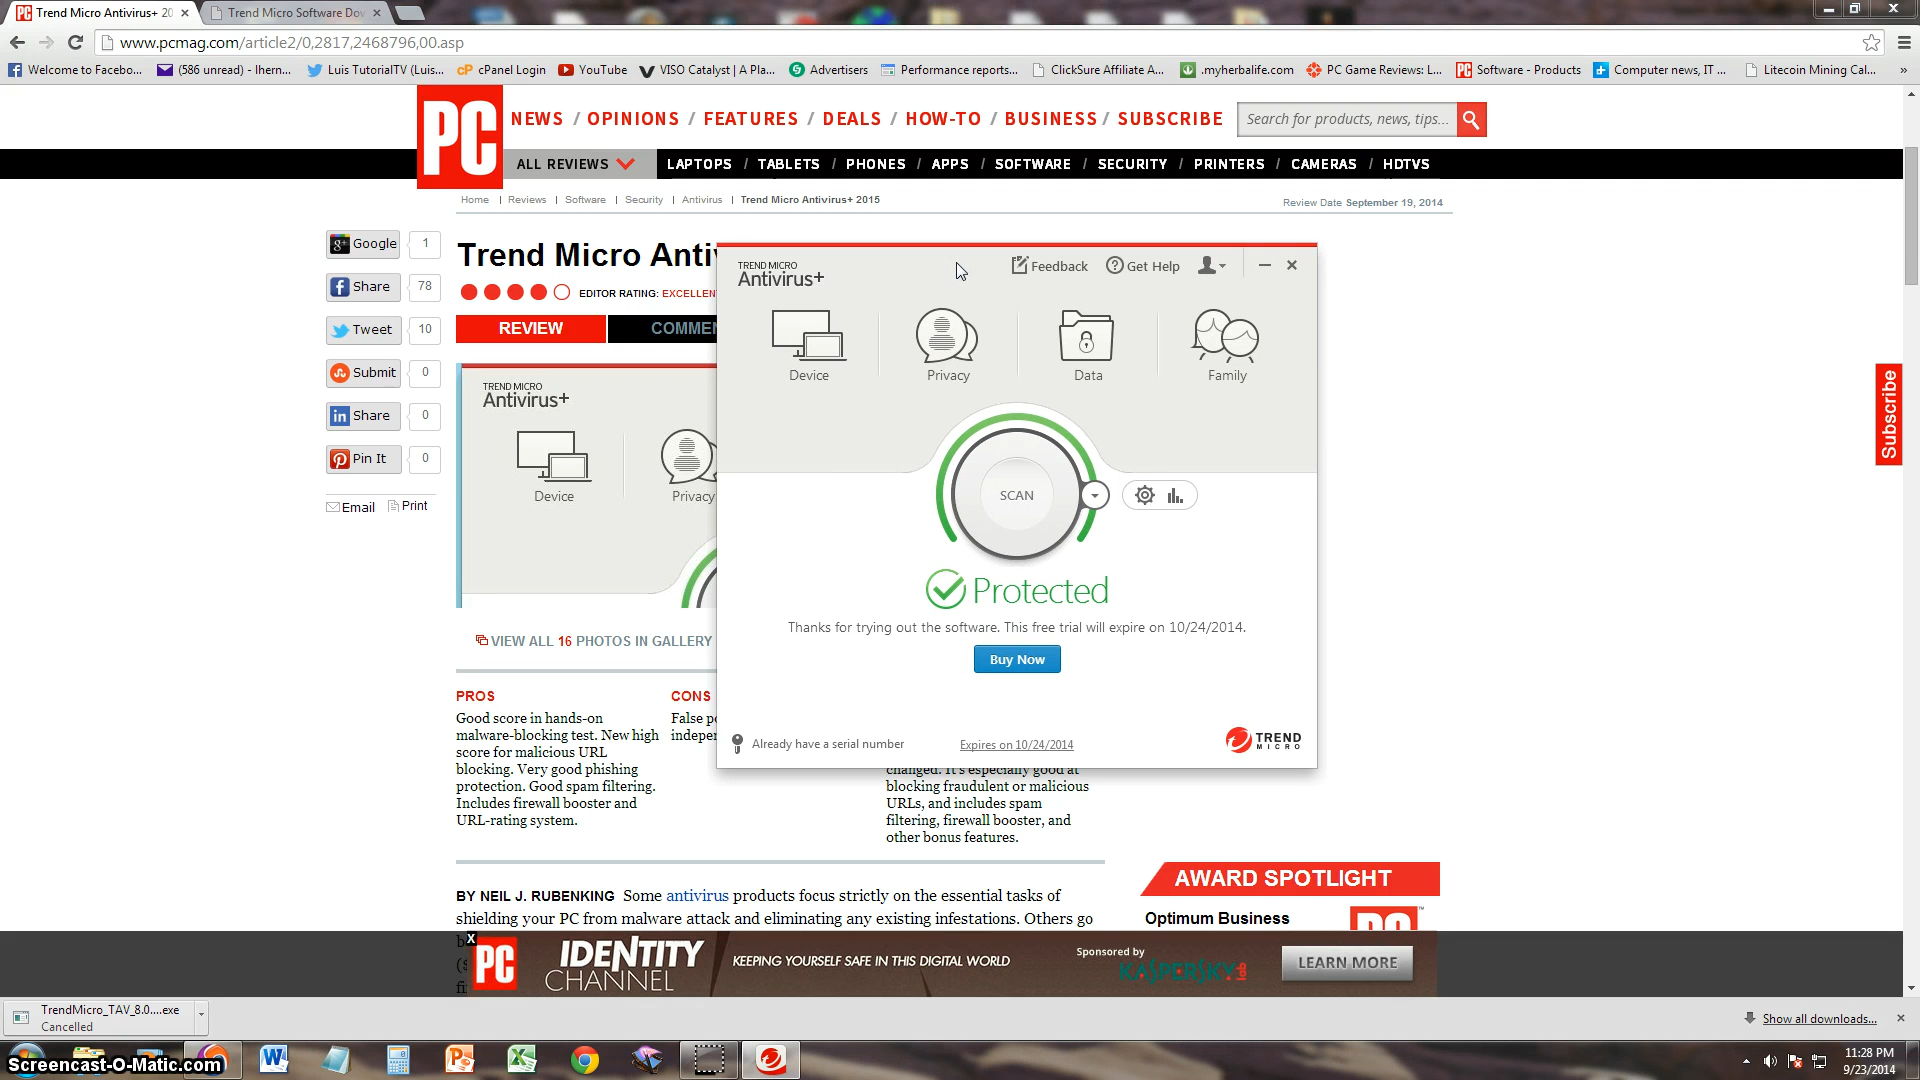 Trend Micro Antivirus+ 20
Trend Micro Software Dov
www.pcmag.com/article2/0,2817,2468796,00.asp
Welcome to Facebo...
(586 unread) - lhern...
Luis TutorialTV (Luis...
cPanel Login
YouTube
VISO Catalyst | A Pla...
Advertisers
Performance reports...
ClickSure Affiliate A...
.myherbalife.com
PC Game Reviews: L...
Software - Products
Computer news, IT ...
Litecoin Mining Cal...
»
PC
NEWS / OPINIONS / FEATURES / DEALS / HOW-TO / BUSINESS / SUBSCRIBE
Search for products, news, tips...
ALL REVIEWS
LAPTOPS / TABLETS / PHONES / APPS / SOFTWARE / SECURITY / PRINTERS / CAMERAS / HDTVS
Home | Reviews | Software | Security | Antivirus | Trend Micro Antivirus+ 2015
Review Date September 19, 2014
Google 1
Share 78
Tweet 10
Submit 0
Share 0
Pin It 0
Email Print
Trend Micro Anti
EDITOR RATING: EXCELLEN
REVIEW
COMME
TREND MICRO
Antivirus+
Device
Privacy
VIEW ALL 16 PHOTOS IN GALLERY
TREND MICRO
Antivirus+
Feedback
Get Help
Device
Privacy
Data
Family
SCAN
Protected
Thanks for trying out the software. This free trial will expire on 10/24/2014.
Buy Now
Already have a serial number
Expires on 10/24/2014
TREND
MICRO
PROS
Good score in hands-on
malware-blocking test. New high
score for malicious URL
blocking. Very good phishing
protection. Good spam filtering.
Includes firewall booster and
URL-rating system.
CONS
False po
indepen
changed. It's especially good at
blocking fraudulent or malicious
URLs, and includes spam
filtering, firewall booster, and
other bonus features.
Subscribe
BY NEIL J. RUBENKING Some antivirus products focus strictly on the essential tasks of
shielding your PC from malware attack and eliminating any existing infestations. Others go
AWARD SPOTLIGHT
Optimum Business
PC
X
PC
IDENTITY
CHANNEL
KEEPING YOURSELF SAFE IN THIS DIGITAL WORLD
Sponsored by
KASPERSKY lab
LEARN MORE
TrendMicro_TAV_8.0....exe
Cancelled
Show all downloads...
Screencast-O-Matic.com
11:28 PM
9/23/2014